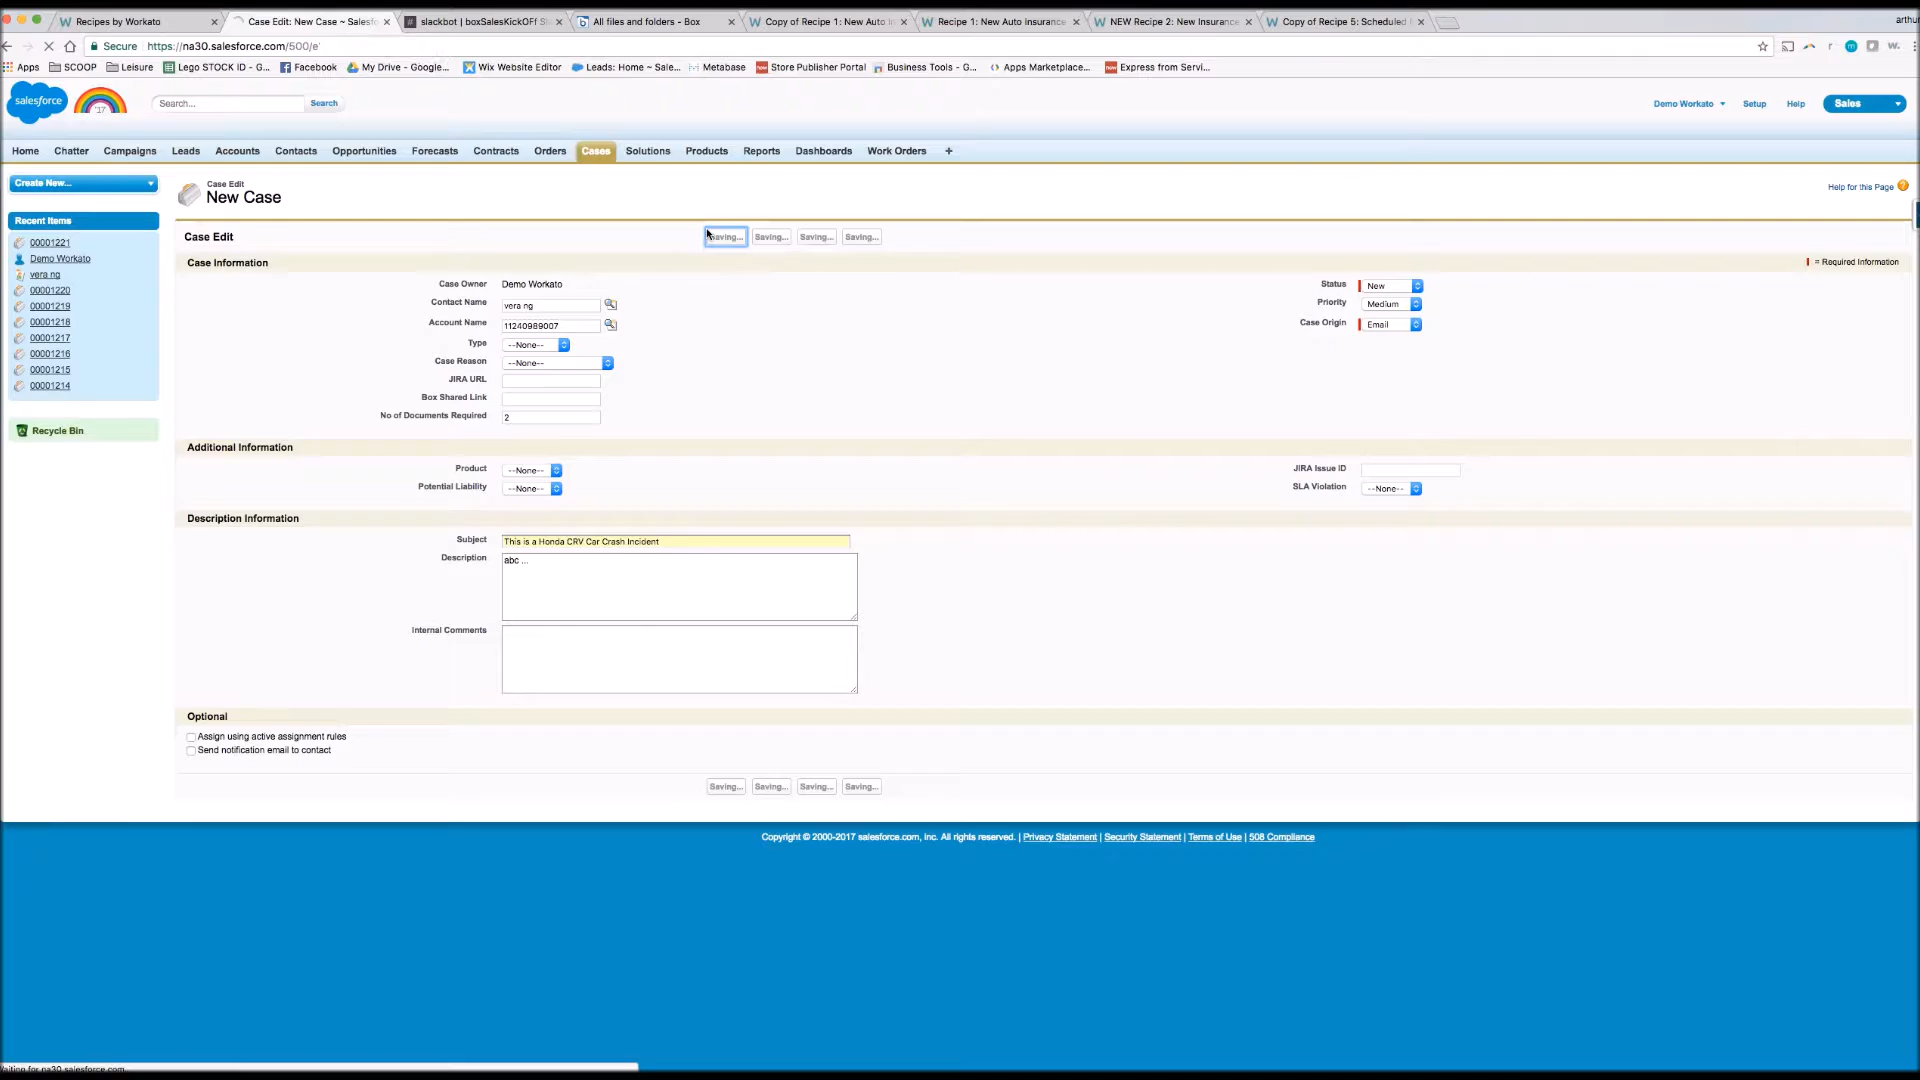 Recipes by Workato
Case Edit: New Case ~ Salesfo
slackbot | boxSalesKickOff Sl
All files and folders - Box
Copy of Recipe 1: New Auto In
Recipe 1: New Auto Insurance
NEW Recipe 2: New Insurance
Copy of Recipe 5: Scheduled
Secure
https://na30.salesforce.com/500/e
Apps
SCOOP
Leisure
Lego STOCK ID - G...
Facebook
My Drive - Google...
Wix Website Editor
Leads: Home ~ Sale...
Metabase
Store Publisher Portal
Business Tools - G...
Apps Marketplace...
Express from Servi...
salesforce
'17
Search...
Search
Demo Workato
Setup
Help
Sales
Home
Chatter
Campaigns
Leads
Accounts
Contacts
Opportunities
Forecasts
Contracts
Orders
Cases
Solutions
Products
Reports
Dashboards
Work Orders
+
Create New...
Recent Items
00001221
Demo Workato
vera ng
00001220
00001219
00001218
00001217
00001216
00001215
00001214
Recycle Bin
Case Edit
New Case
Help for this Page
Case Edit
Saving...
Saving...
Saving...
Saving...
Case Information
= Required Information
Case Owner Demo Workato
Status New
Contact Name vera ng
Priority Medium
Account Name 11240989007
Case Origin Email
Type --None--
Case Reason --None--
JIRA URL
Box Shared Link
No of Documents Required 2
Additional Information
Product --None--
JIRA Issue ID
Potential Liability --None--
SLA Violation --None--
Description Information
Subject This is a Honda CRV Car Crash Incident
Description abc ...
Internal Comments
Optional
Assign using active assignment rules
Send notification email to contact
Saving...
Saving...
Saving...
Saving...
Copyright © 2000-2017 salesforce.com, inc. All rights reserved. | Privacy Statement | Security Statement | Terms of Use | 508 Compliance